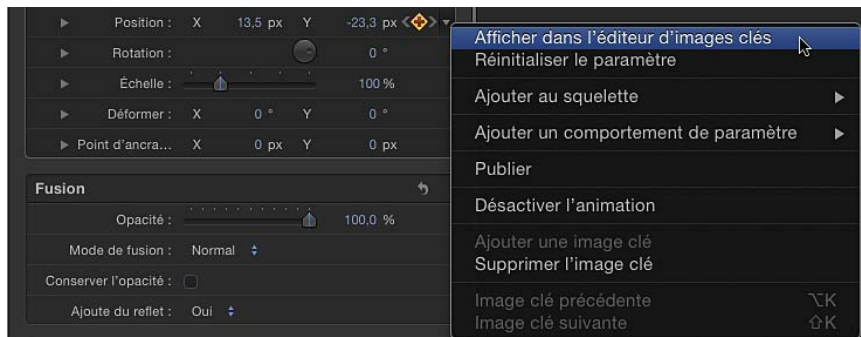 Position : X 13,5 px Y -23,3 px
Rotation : 0 °
Échelle : 100 %
Déformer : X 0 ° Y 0 °
Point d'ancra... X 0 px Y 0 px
Fusion
Opacité : 100,0 %
Mode de fusion : Normal
Conserver l'opacité :
Ajoute du reflet : Oui
Afficher dans l'éditeur d'images clés
Réinitialiser le paramètre
Ajouter au squelette
Ajouter un comportement de paramètre
Publier
Désactiver l'animation
Ajouter une image clé
Supprimer l'image clé
Image clé précédente ⌥K
Image clé suivante ⇧K